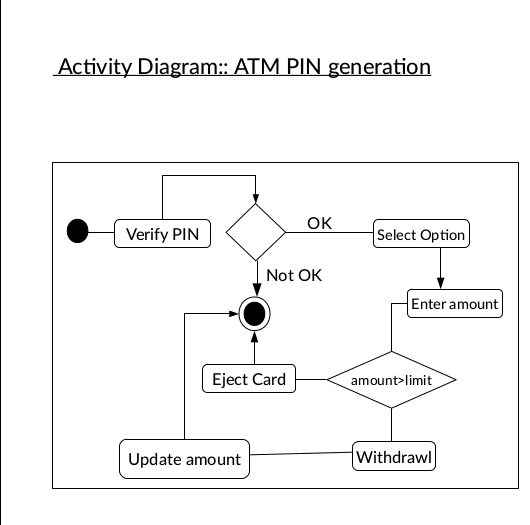 Activity Diagram:: ATM PIN generation
OK
Verify PIN
Select Option
Not OK
Enter amount
Eject Card
amount>limit
Update amount
Withdrawl